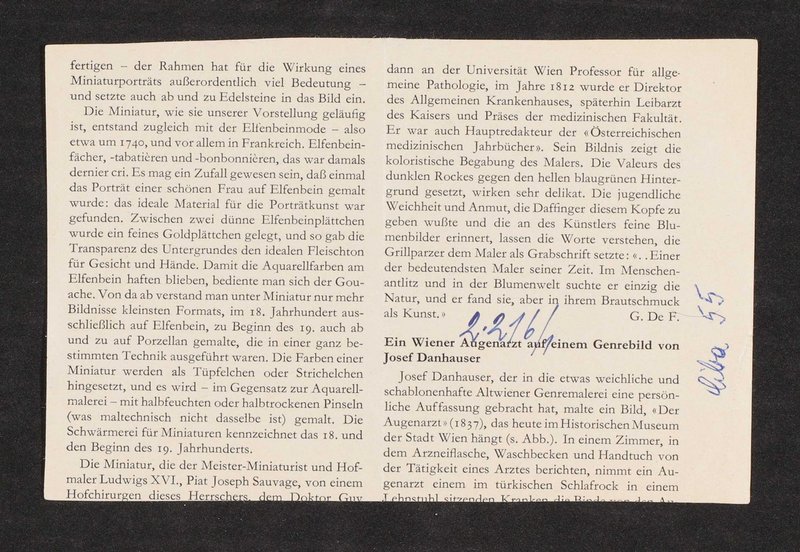 fertigen – der Rahmen hat für die Wirkung eines
Miniaturporträts außerordentlich viel Bedeutung –
und setzte auch ab und zu Edelsteine in das Bild ein.
Die Miniatur, wie sie unserer Vorstellung geläufig
ist, entstand zugleich mit der Elfenbeinmode – also
etwa um 1740, und vor allem in Frankreich. Elfenbein-
fächer, -tabatièren und -bonbonnièren, das war damals
dernier cri. Es mag ein Zufall gewesen sein, daß einmal
das Porträt einer schönen Frau auf Elfenbein gemalt
wurde: das ideale Material für die Porträtkunst war
gefunden. Zwischen zwei dünne Elfenbeinplättchen
wurde ein feines Goldplättchen gelegt, und so gab die
Transparenz des Untergrundes den idealen Fleischton
für Gesicht und Hände. Damit die Aquarellfarben am
Elfenbein haften blieben, bediente man sich der Gou-
ache. Von da ab verstand man unter Miniatur nur mehr
Bildnisse kleinsten Formats, im 18. Jahrhundert aus-
schließlich auf Elfenbein, zu Beginn des 19. auch ab
und zu auf Porzellan gemalte, die in einer ganz be-
stimmten Technik ausgeführt waren. Die Farben einer
Miniatur werden als Tüpfelchen oder Strichelchen
hingesetzt, und es wird – im Gegensatz zur Aquarell-
malerei – mit halbfeuchten oder halbtrockenen Pinseln
(was maltechnisch nicht dasselbe ist) gemalt. Die
Schwärmerei für Miniaturen kennzeichnet das 18. und
den Beginn des 19. Jahrhunderts.
Die Miniatur, die der Meister-Miniaturist und Hof-
maler Ludwigs XVI., Piat Joseph Sauvage, von einem
Hofchirurgen dieses Herrschers, dem Doktor Guy
dann an der Universität Wien Professor für allge-
meine Pathologie, im Jahre 1812 wurde er Direktor
des Allgemeinen Krankenhauses, späterhin Leibarzt
des Kaisers und Präses der medizinischen Fakultät.
Er war auch Hauptredakteur der «Österreichischen
medizinischen Jahrbücher». Sein Bildnis zeigt die
koloristische Begabung des Malers. Die Valeurs des
dunklen Rockes gegen den hellen blaugrünen Hinter-
grund gesetzt, wirken sehr delikat. Die jugendliche
Weichheit und Anmut, die Daffinger diesem Kopfe zu
geben wußte und die an des Künstlers feine Blu-
menbilder erinnert, lassen die Worte verstehen, die
Grillparzer dem Maler als Grabschrift setzte: «. . Einer
der bedeutendsten Maler seiner Zeit. Im Menschen-
antlitz und in der Blumenwelt suchte er einzig die
Natur, und er fand sie, aber in ihrem Brautschmuck
als Kunst.» G. De F.
2.216/1
Ein Wiener Augenarzt auf einem Genrebild von
Josef Danhauser
Josef Danhauser, der in die etwas weichliche und
schablonenhafte Altwiener Genremalerei eine persön-
liche Auffassung gebracht hat, malte ein Bild, «Der
Augenarzt» (1837), das heute im Historischen Museum
der Stadt Wien hängt (s. Abb.). In einem Zimmer, in
dem Arzneiflasche, Waschbecken und Handtuch von
der Tätigkeit eines Arztes berichten, nimmt ein Au-
genarzt einem im türkischen Schlafrock in einem
Lehnstuhl sitzenden Kranken die Binde von den Au-
Ciba 55